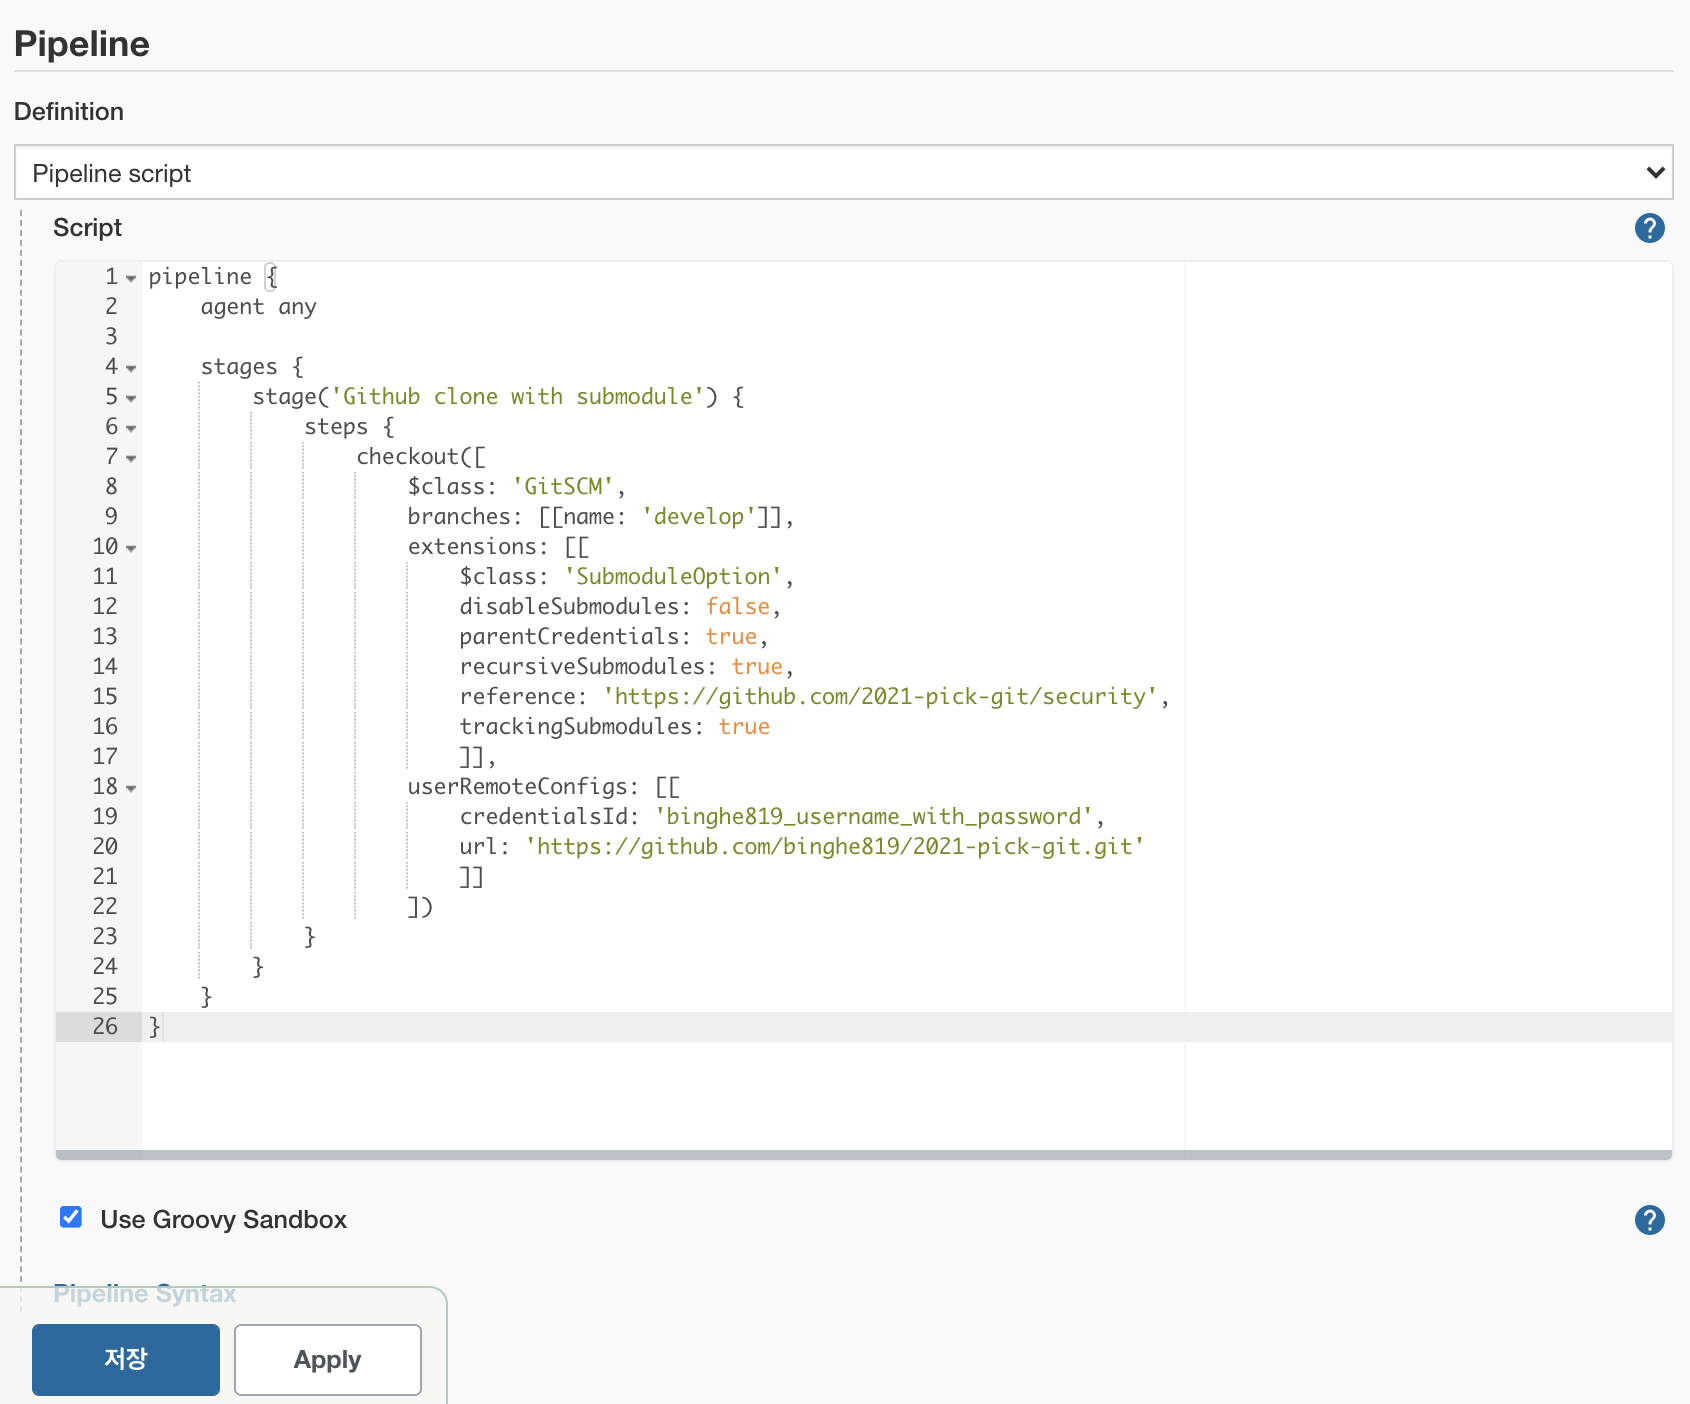 Pipeline
Definition
Pipeline script
Script
?
1 pipeline {
2     agent any
3
4     stages {
5         stage('Github clone with submodule') {
6             steps {
7                 checkout([
8                     $class: 'GitSCM',
9                     branches: [[name: 'develop']],
10                     extensions: [[
11                         $class: 'SubmoduleOption',
12                         disableSubmodules: false,
13                         parentCredentials: true,
14                         recursiveSubmodules: true,
15                         reference: 'https://github.com/2021-pick-git/security',
16                         trackingSubmodules: true
17                         ]],
18                     userRemoteConfigs: [[
19                         credentialsId: 'binghe819_username_with_password',
20                         url: 'https://github.com/binghe819/2021-pick-git.git'
21                         ]]
22                     ])
23             }
24         }
25     }
26 }
Use Groovy Sandbox
?
Pipeline Syntax
저장
Apply